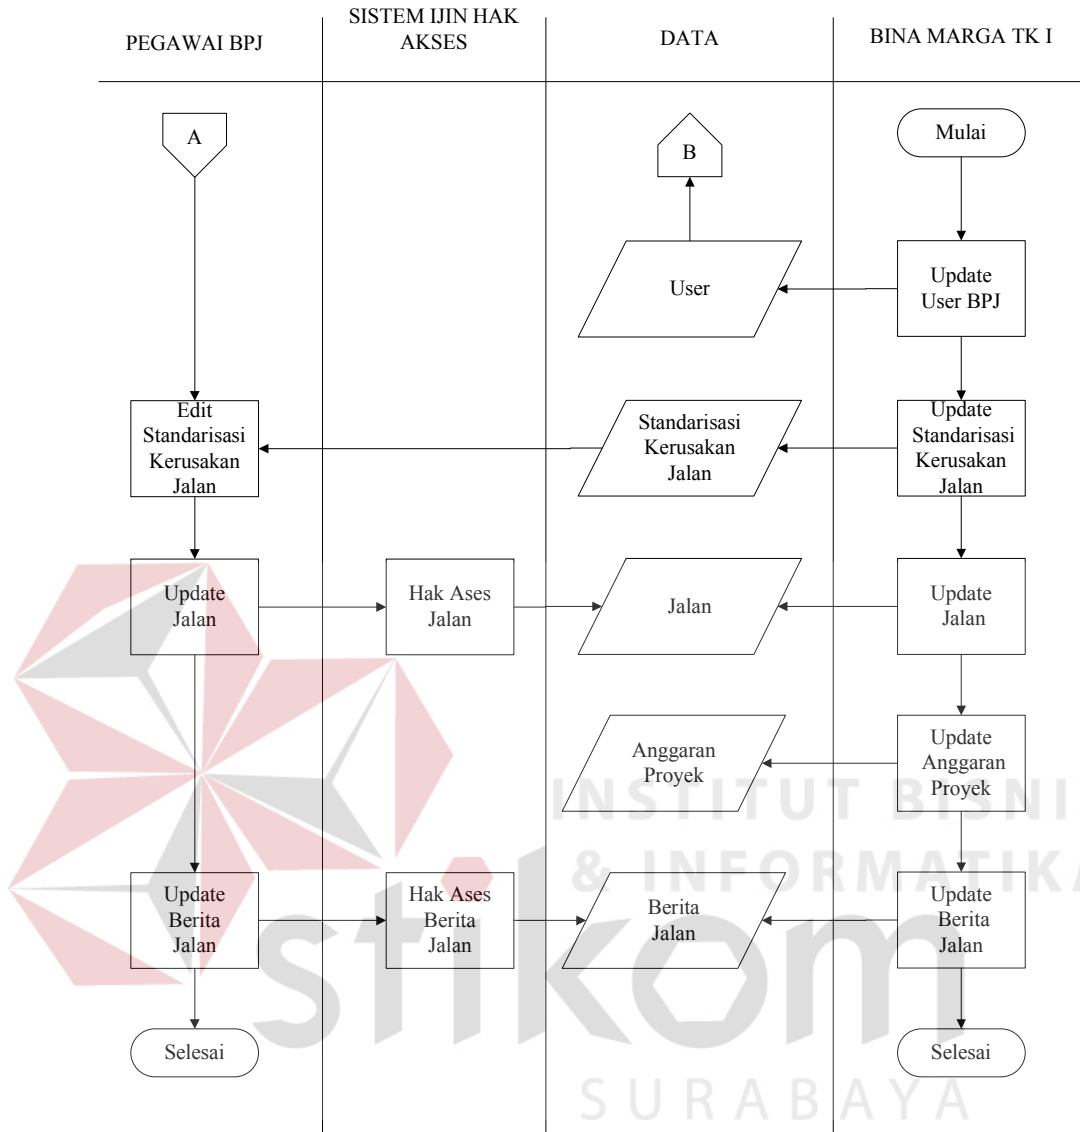 PEGAWAI BPJ
SISTEM IJIN HAK
AKSES
DATA
BINA MARGA TK I
A
B
Mulai
User
Update
User BPJ
Edit
Standarisasi
Kerusakan
Jalan
Standarisasi
Kerusakan
Jalan
Update
Standarisasi
Kerusakan
Jalan
Update
Jalan
Hak Ases
Jalan
Jalan
Update
Jalan
Anggaran
Proyek
Update
Anggaran
Proyek
INSTITUT BISNI
& INFORMATIKA
Update
Berita
Jalan
Hak Ases
Berita
Jalan
Berita
Jalan
Update
Berita
Jalan
stikom
Selesai
Selesai
SURABAYA